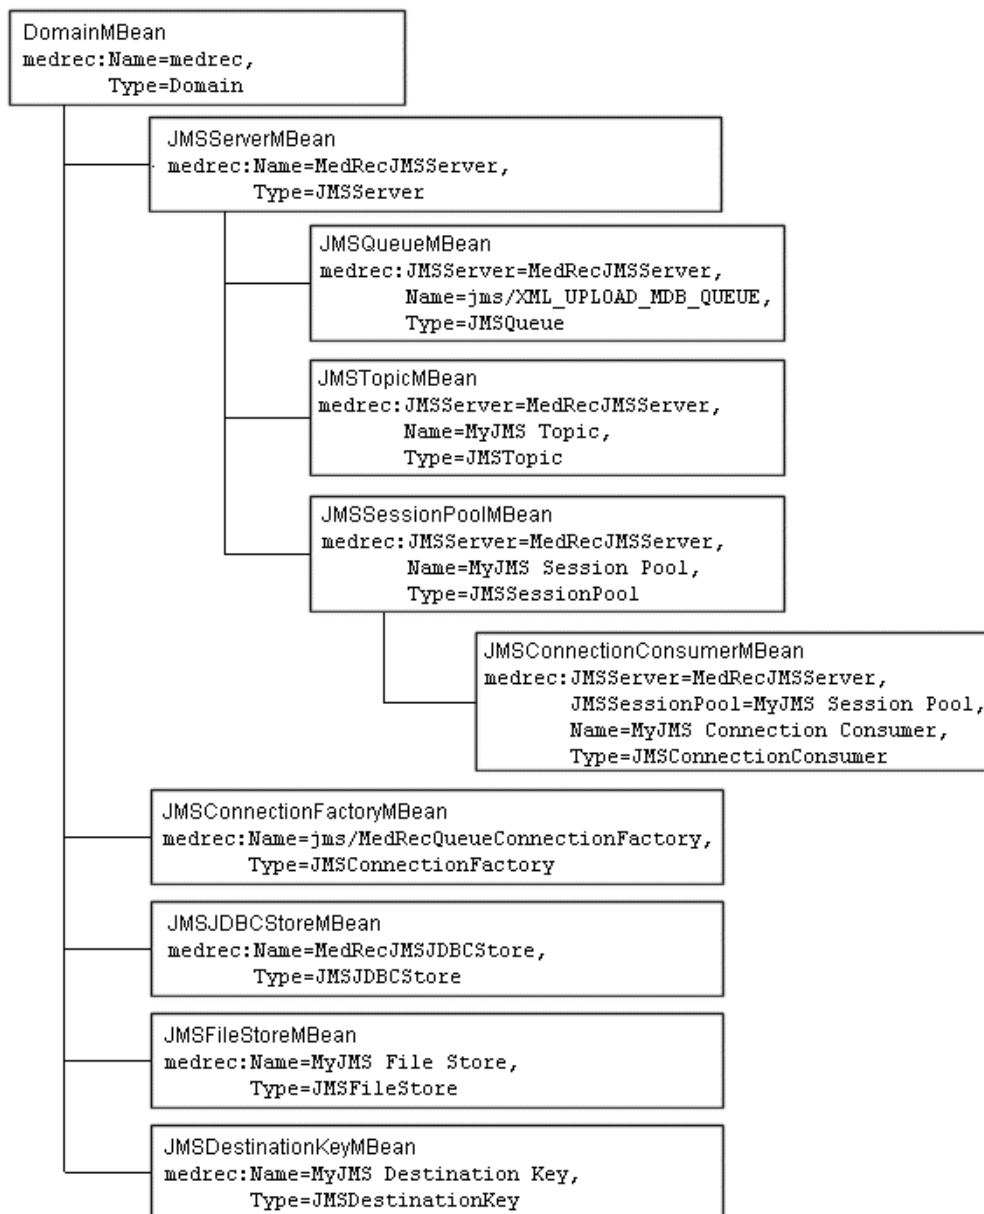 DomainMBean
medrec:Name=medrec,
Type=Domain
JMSServerMBean
medrec:Name=MedRecJMSServer,
Type=JMSServer
JMSQueueMBean
medrec:JMSServer=MedRecJMSServer,
Name=jms/XML_UPLOAD_MDB_QUEUE,
Type=JMSQueue
JMSTopicMBean
medrec:JMSServer=MedRecJMSServer,
Name=MyJMS Topic,
Type=JMSTopic
JMSSessionPoolMBean
medrec:JMSServer=MedRecJMSServer,
Name=MyJMS Session Pool,
Type=JMSSessionPool
JMSConnectionConsumerMBean
medrec:JMSServer=MedRecJMSServer,
JMSSessionPool=MyJMS Session Pool,
Name=MyJMS Connection Consumer,
Type=JMSConnectionConsumer
JMSConnectionFactoryMBean
medrec:Name=jms/MedRecQueueConnectionFactory,
Type=JMSConnectionFactory
JMSJDBCStoreMBean
medrec:Name=MedRecJMSJDBCStore,
Type=JMSJDBCStore
JMSFileStoreMBean
medrec:Name=MyJMS File Store,
Type=JMSFileStore
JMSDestinationKeyMBean
medrec:Name=MyJMS Destination Key,
Type=JMSDestinationKey